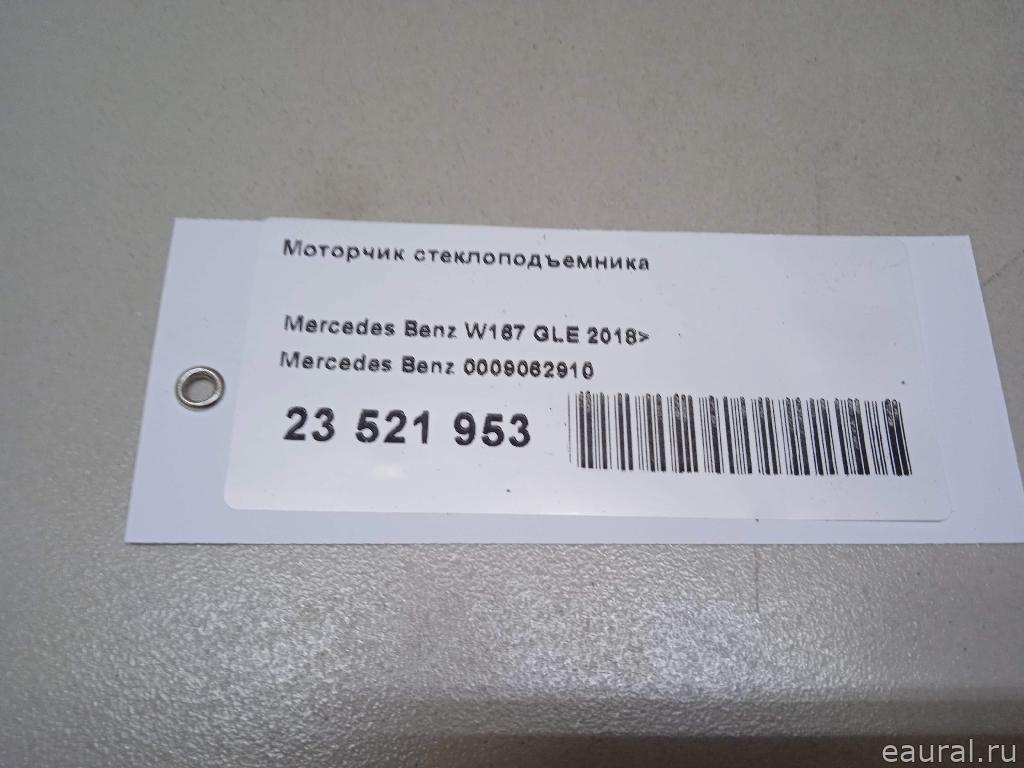 Моторчик стеклоподъемника
Mercedes Benz W167 GLE 2018>
Mercedes Benz 0009062910
23 521 953
eaural.ru